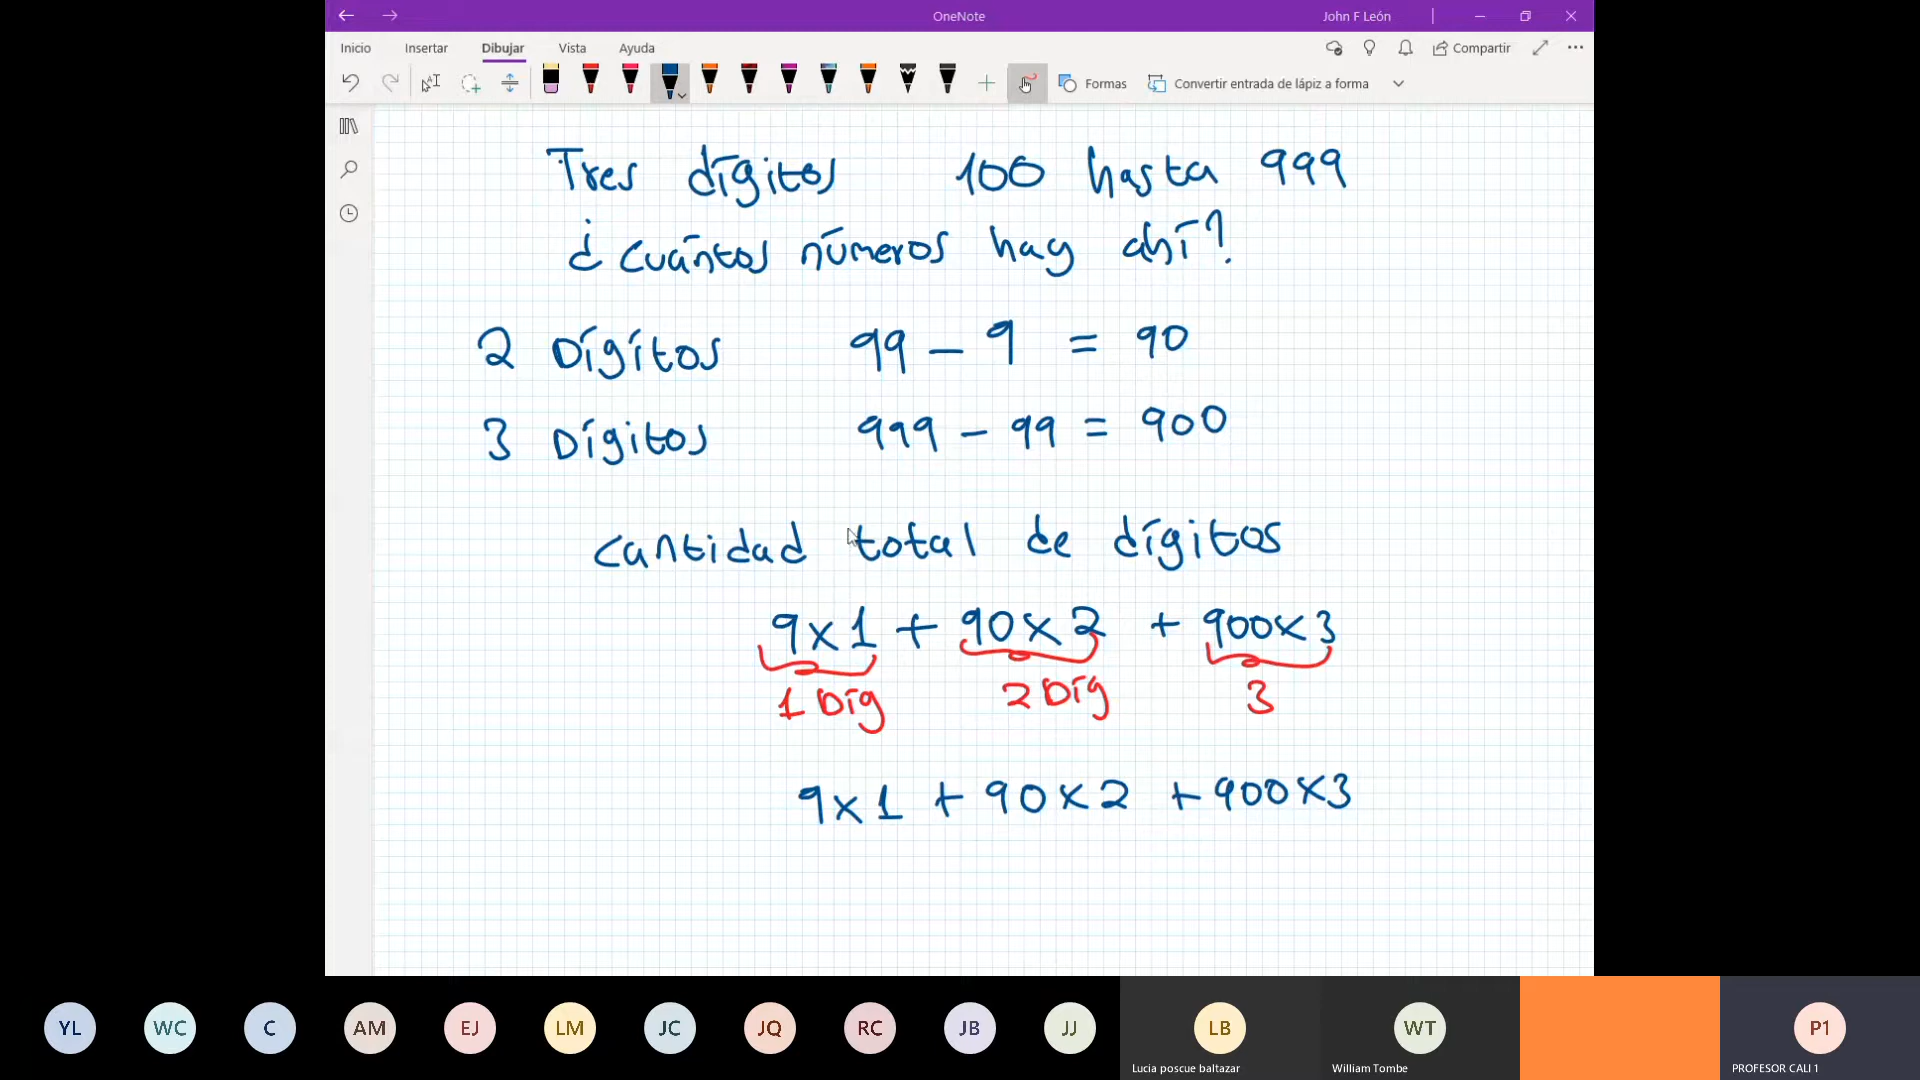 OneNote
John F León
Inicio Insertar Dibujar Vista Ayuda Compartir
Formas Convertir entrada de lápiz a forma
Tres dígitos 100 hasta 999
¿cuántos números hay ahí?
2 Dígitos 99 - 9 = 90
3 Dígitos 999 - 99 = 900
cantidad total de dígitos
9x1 + 90x2 + 900x3
1 Dig 2 Dig 3
9x1 + 90x2 + 900x3
YL WC C AM EJ LM JC JQ RC JB JJ LB WT P1
Lucia poscue baltazar William Tombe PROFESOR CALI 1